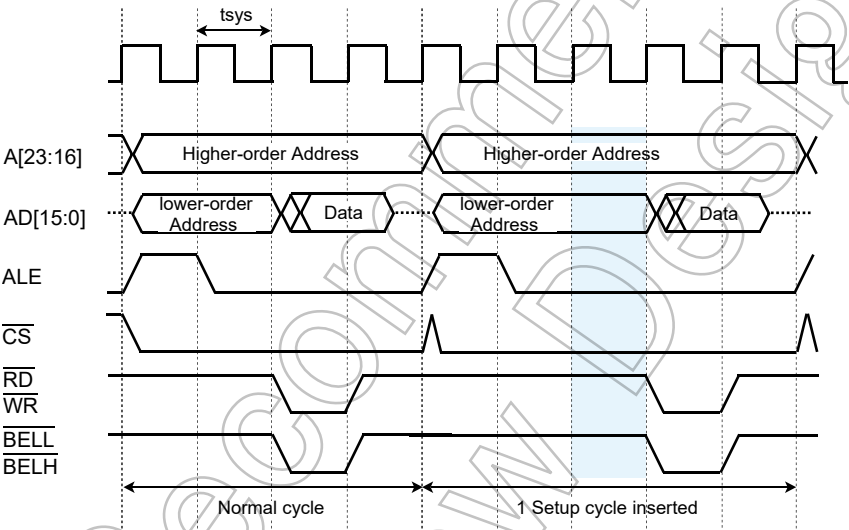 tsys
A[23:16]
Higher-order Address
Higher-order Address
AD[15:0]
lower-order
Address
Data
lower-order
Address
Data
ALE
CS
RD
WR
BELL
BELH
Normal cycle
1 Setup cycle inserted